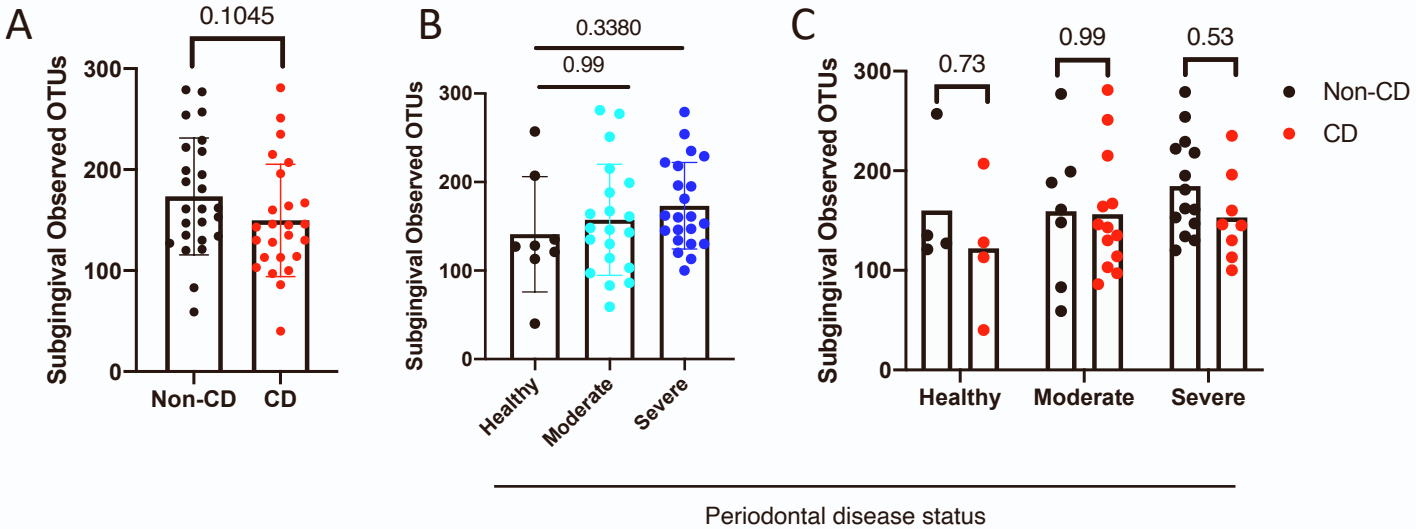 A
0.1045
Subgingival Observed OTUs
300
200
100
0
Non-CD
CD
B
0.3380
0.99
Subgingival Observed OTUs
300
200
100
0
Healthy
Moderate
Severe
C
0.73
0.99
0.53
Subgingival Observed OTUs
300
200
100
0
Healthy
Moderate
Severe
Non-CD
CD
Periodontal disease status